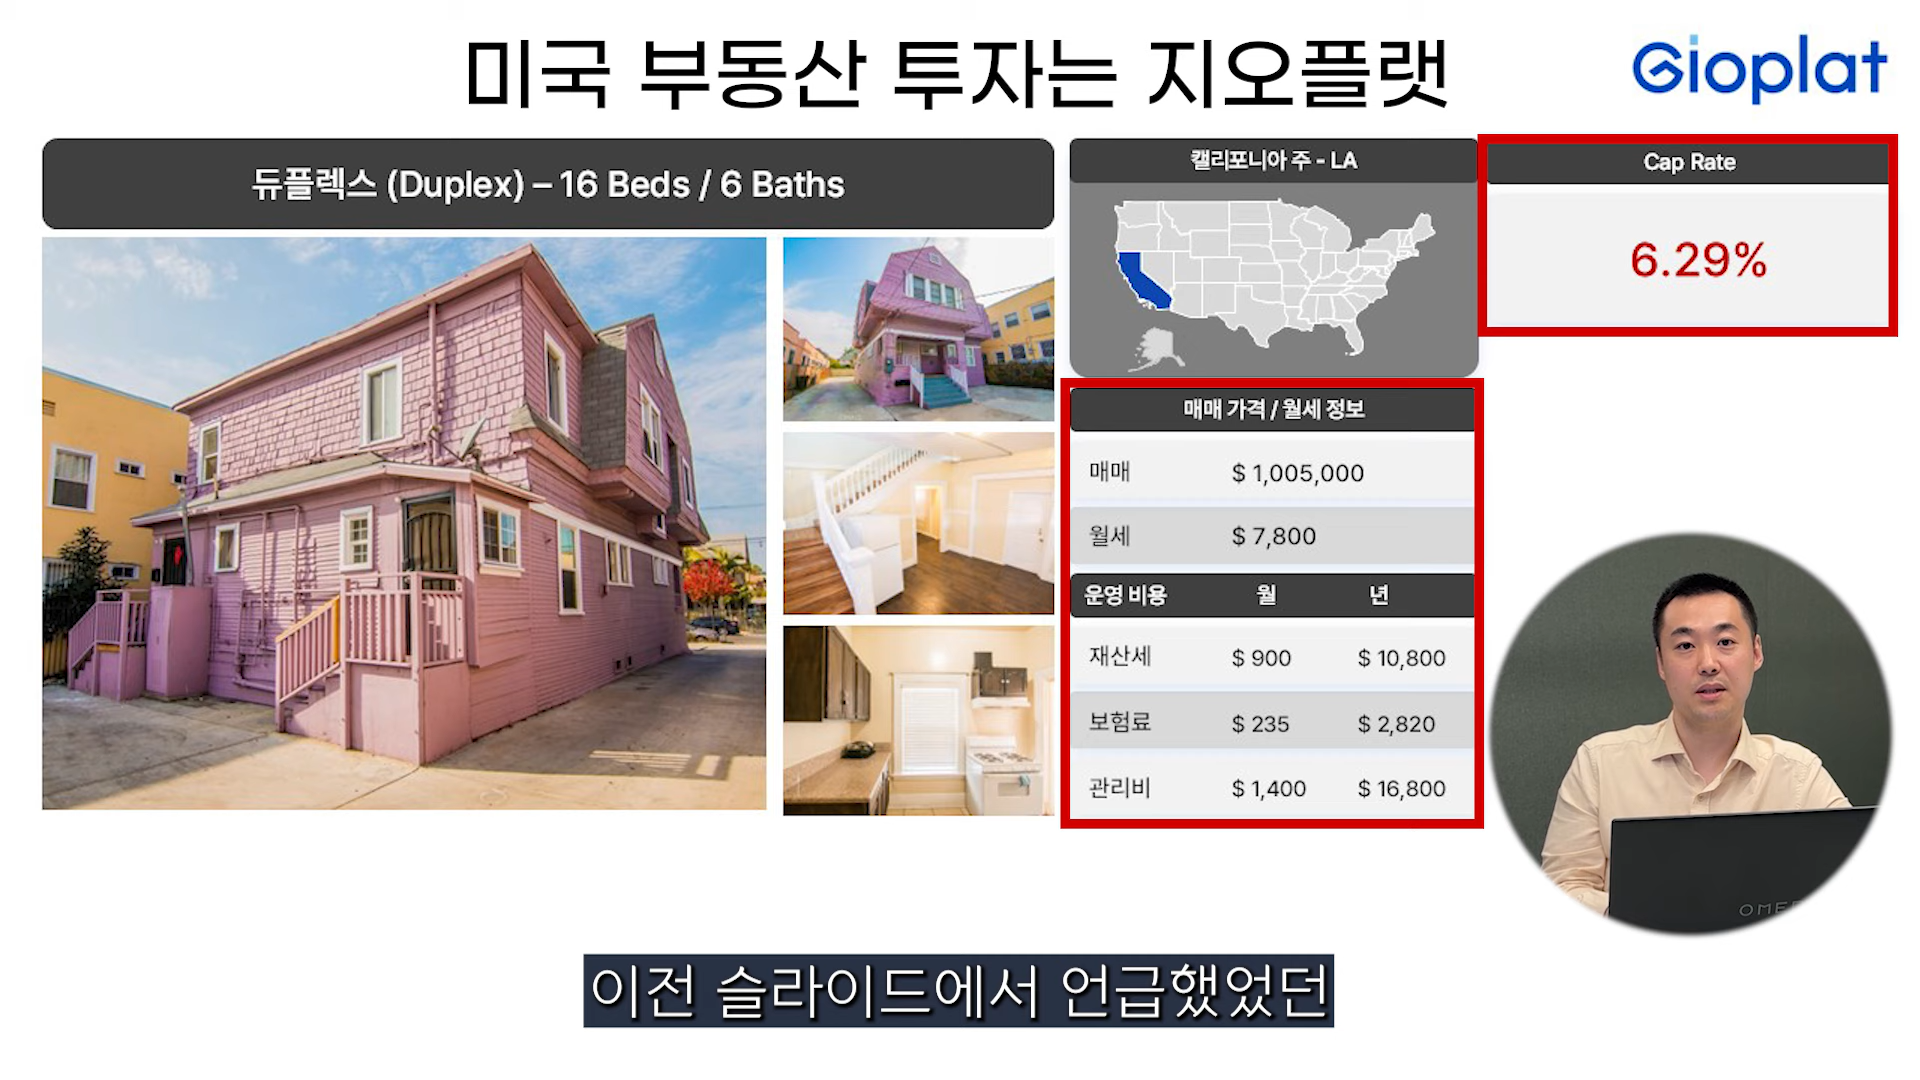 미국 부동산 투자는 지오플랫
Gioplat
듀플렉스 (Duplex) – 16 Beds / 6 Baths
캘리포니아 주 - LA
Cap Rate
6.29%
매매 가격 / 월세 정보
매매 $ 1,005,000
월세 $ 7,800
운영 비용 월 년
재산세 $ 900 $ 10,800
보험료 $ 235 $ 2,820
관리비 $ 1,400 $ 16,800
이전 슬라이드에서 언급했었던